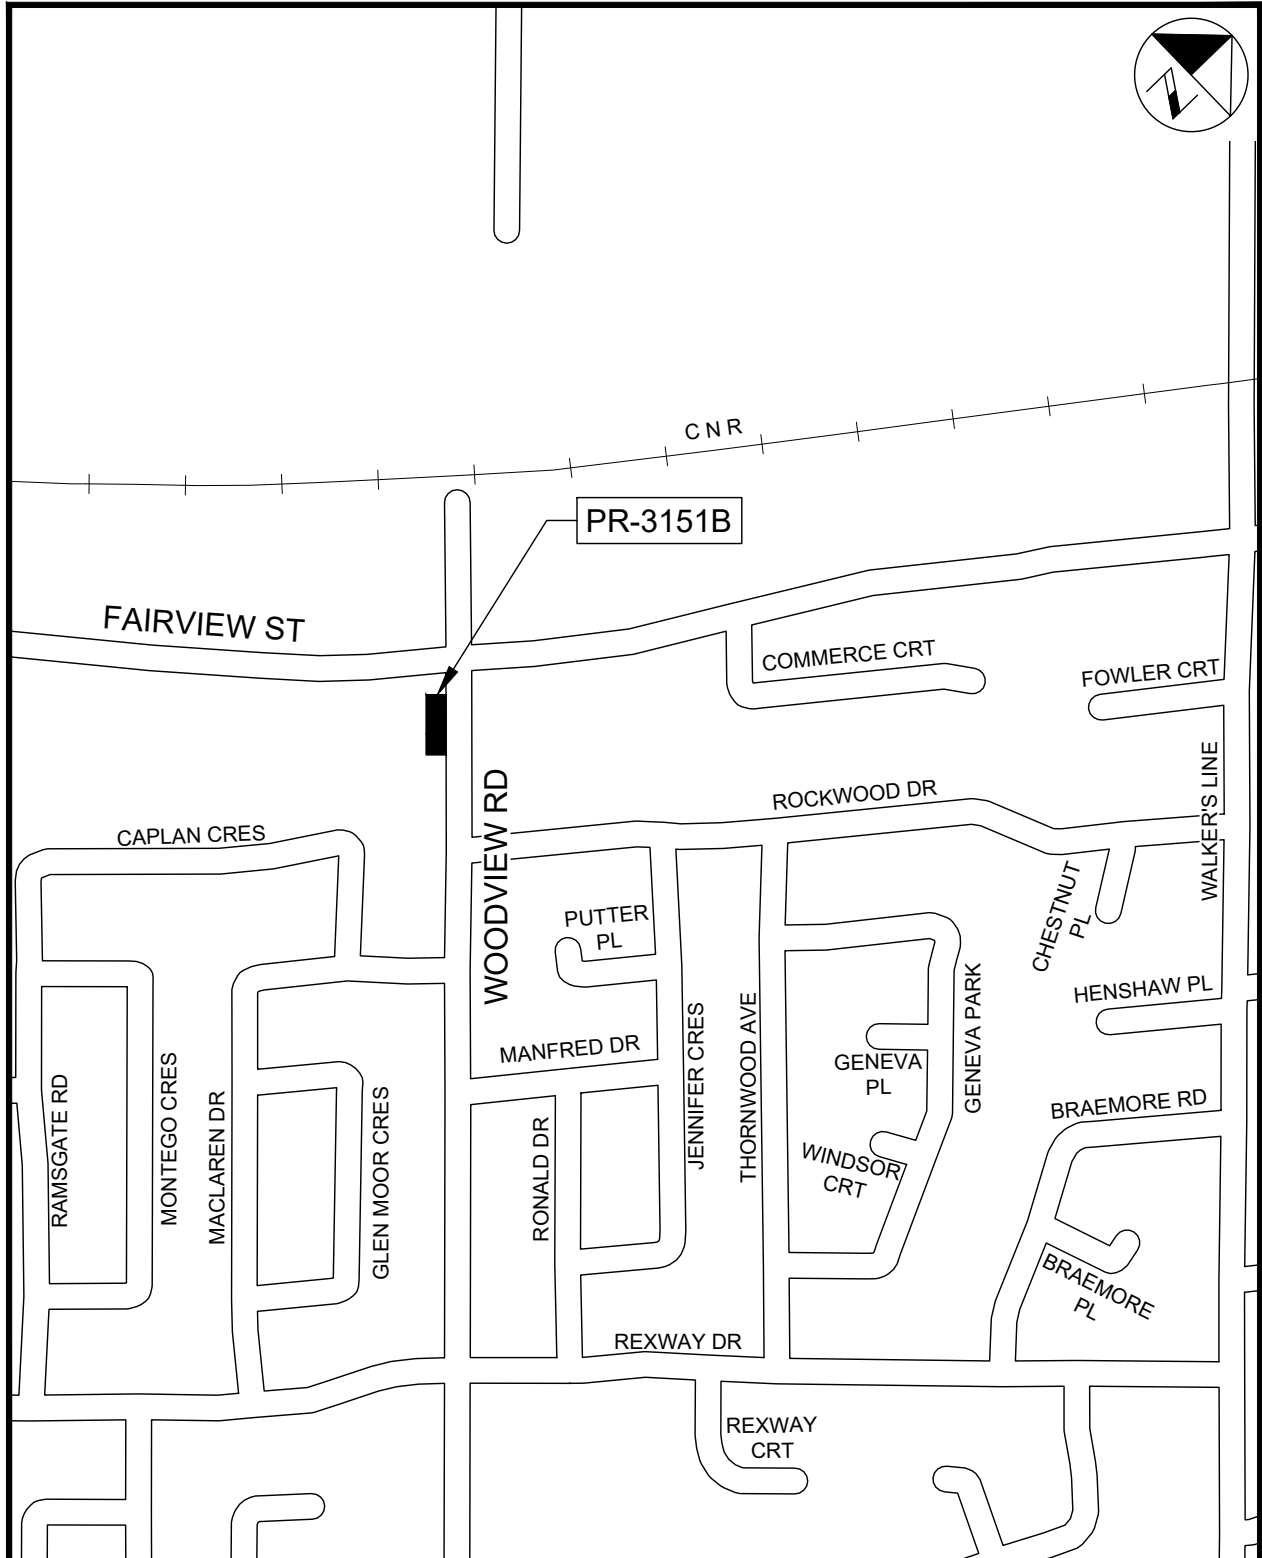 C N R
PR-3151B
FAIRVIEW ST
COMMERCE CRT
FOWLER CRT
WALKER'S LINE
WOODVIEW RD
ROCKWOOD DR
CAPLAN CRES
CHESTNUT
PL
PUTTER
PL
HENSHAW PL
GENEVA PARK
MANFRED DR
JENNIFER CRES
THORNWOOD AVE
GENEVA
PL
BRAEMORE RD
RAMSGATE RD
MONTEGO CRES
MACLAREN DR
GLEN MOOR CRES
RONALD DR
WINDSOR
CRT
BRAEMORE
PL
REXWAY DR
REXWAY
CRT